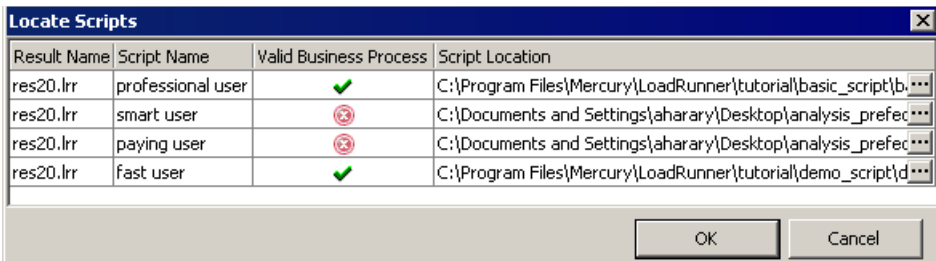 Locate Scripts
Result Name Script Name Valid Business Process Script Location
res20.lrr professional user C:\Program Files\Mercury\LoadRunner\tutorial\basic_script\b
res20.lrr smart user C:\Documents and Settings\aharary\Desktop\analysis_prefec
res20.lrr paying user C:\Documents and Settings\aharary\Desktop\analysis_prefec
res20.lrr fast user C:\Program Files\Mercury\LoadRunner\tutorial\demo_script\d
OK Cancel